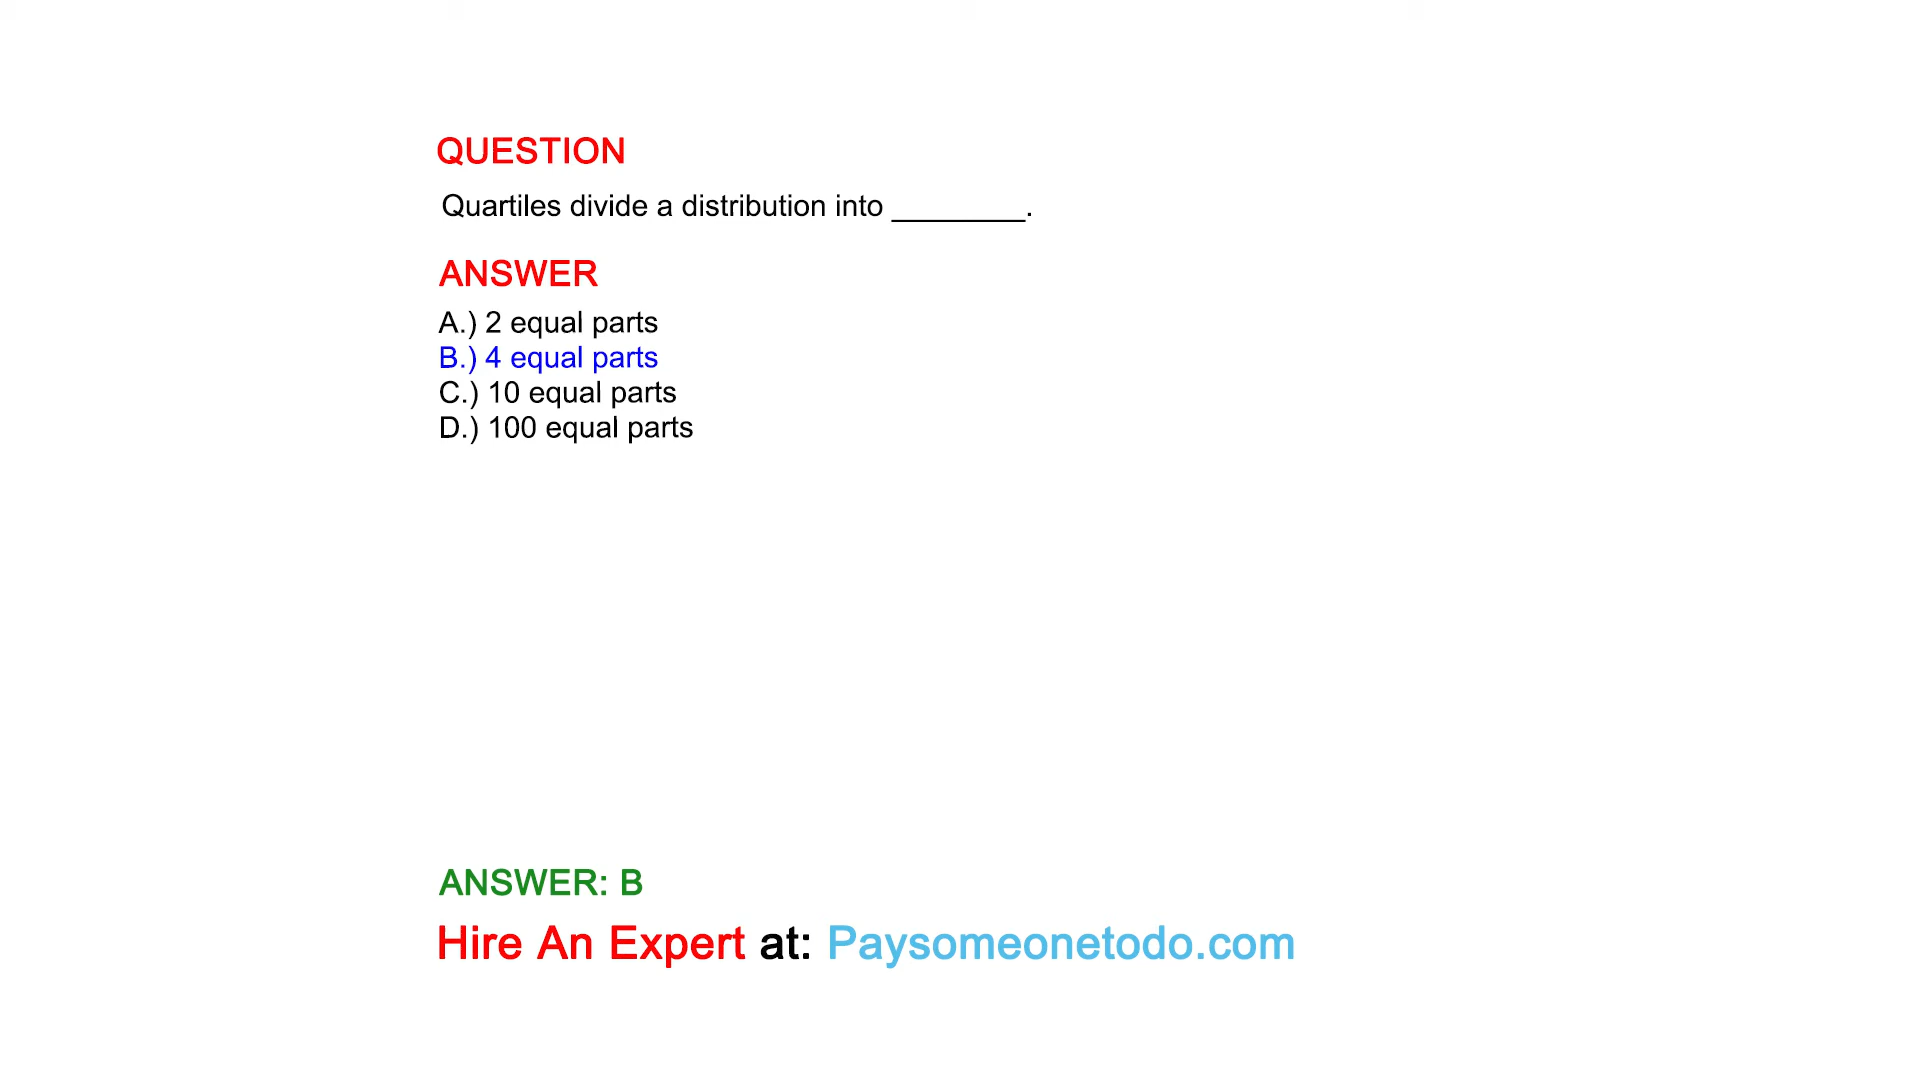 QUESTION
Quartiles divide a distribution into ________.
ANSWER
A.) 2 equal parts
B.) 4 equal parts
C.) 10 equal parts
D.) 100 equal parts
ANSWER: B
Hire An Expert at: Paysomeonetodo.com